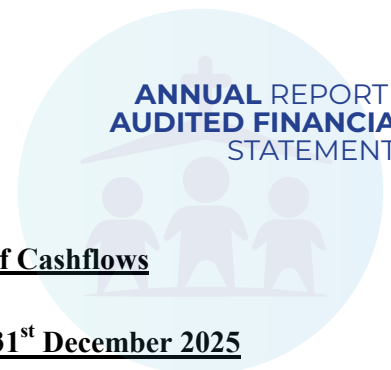 ANNUAL REPORT
AUDITED FINANCIA
STATEMENT
f Cashflows
31st December 2025